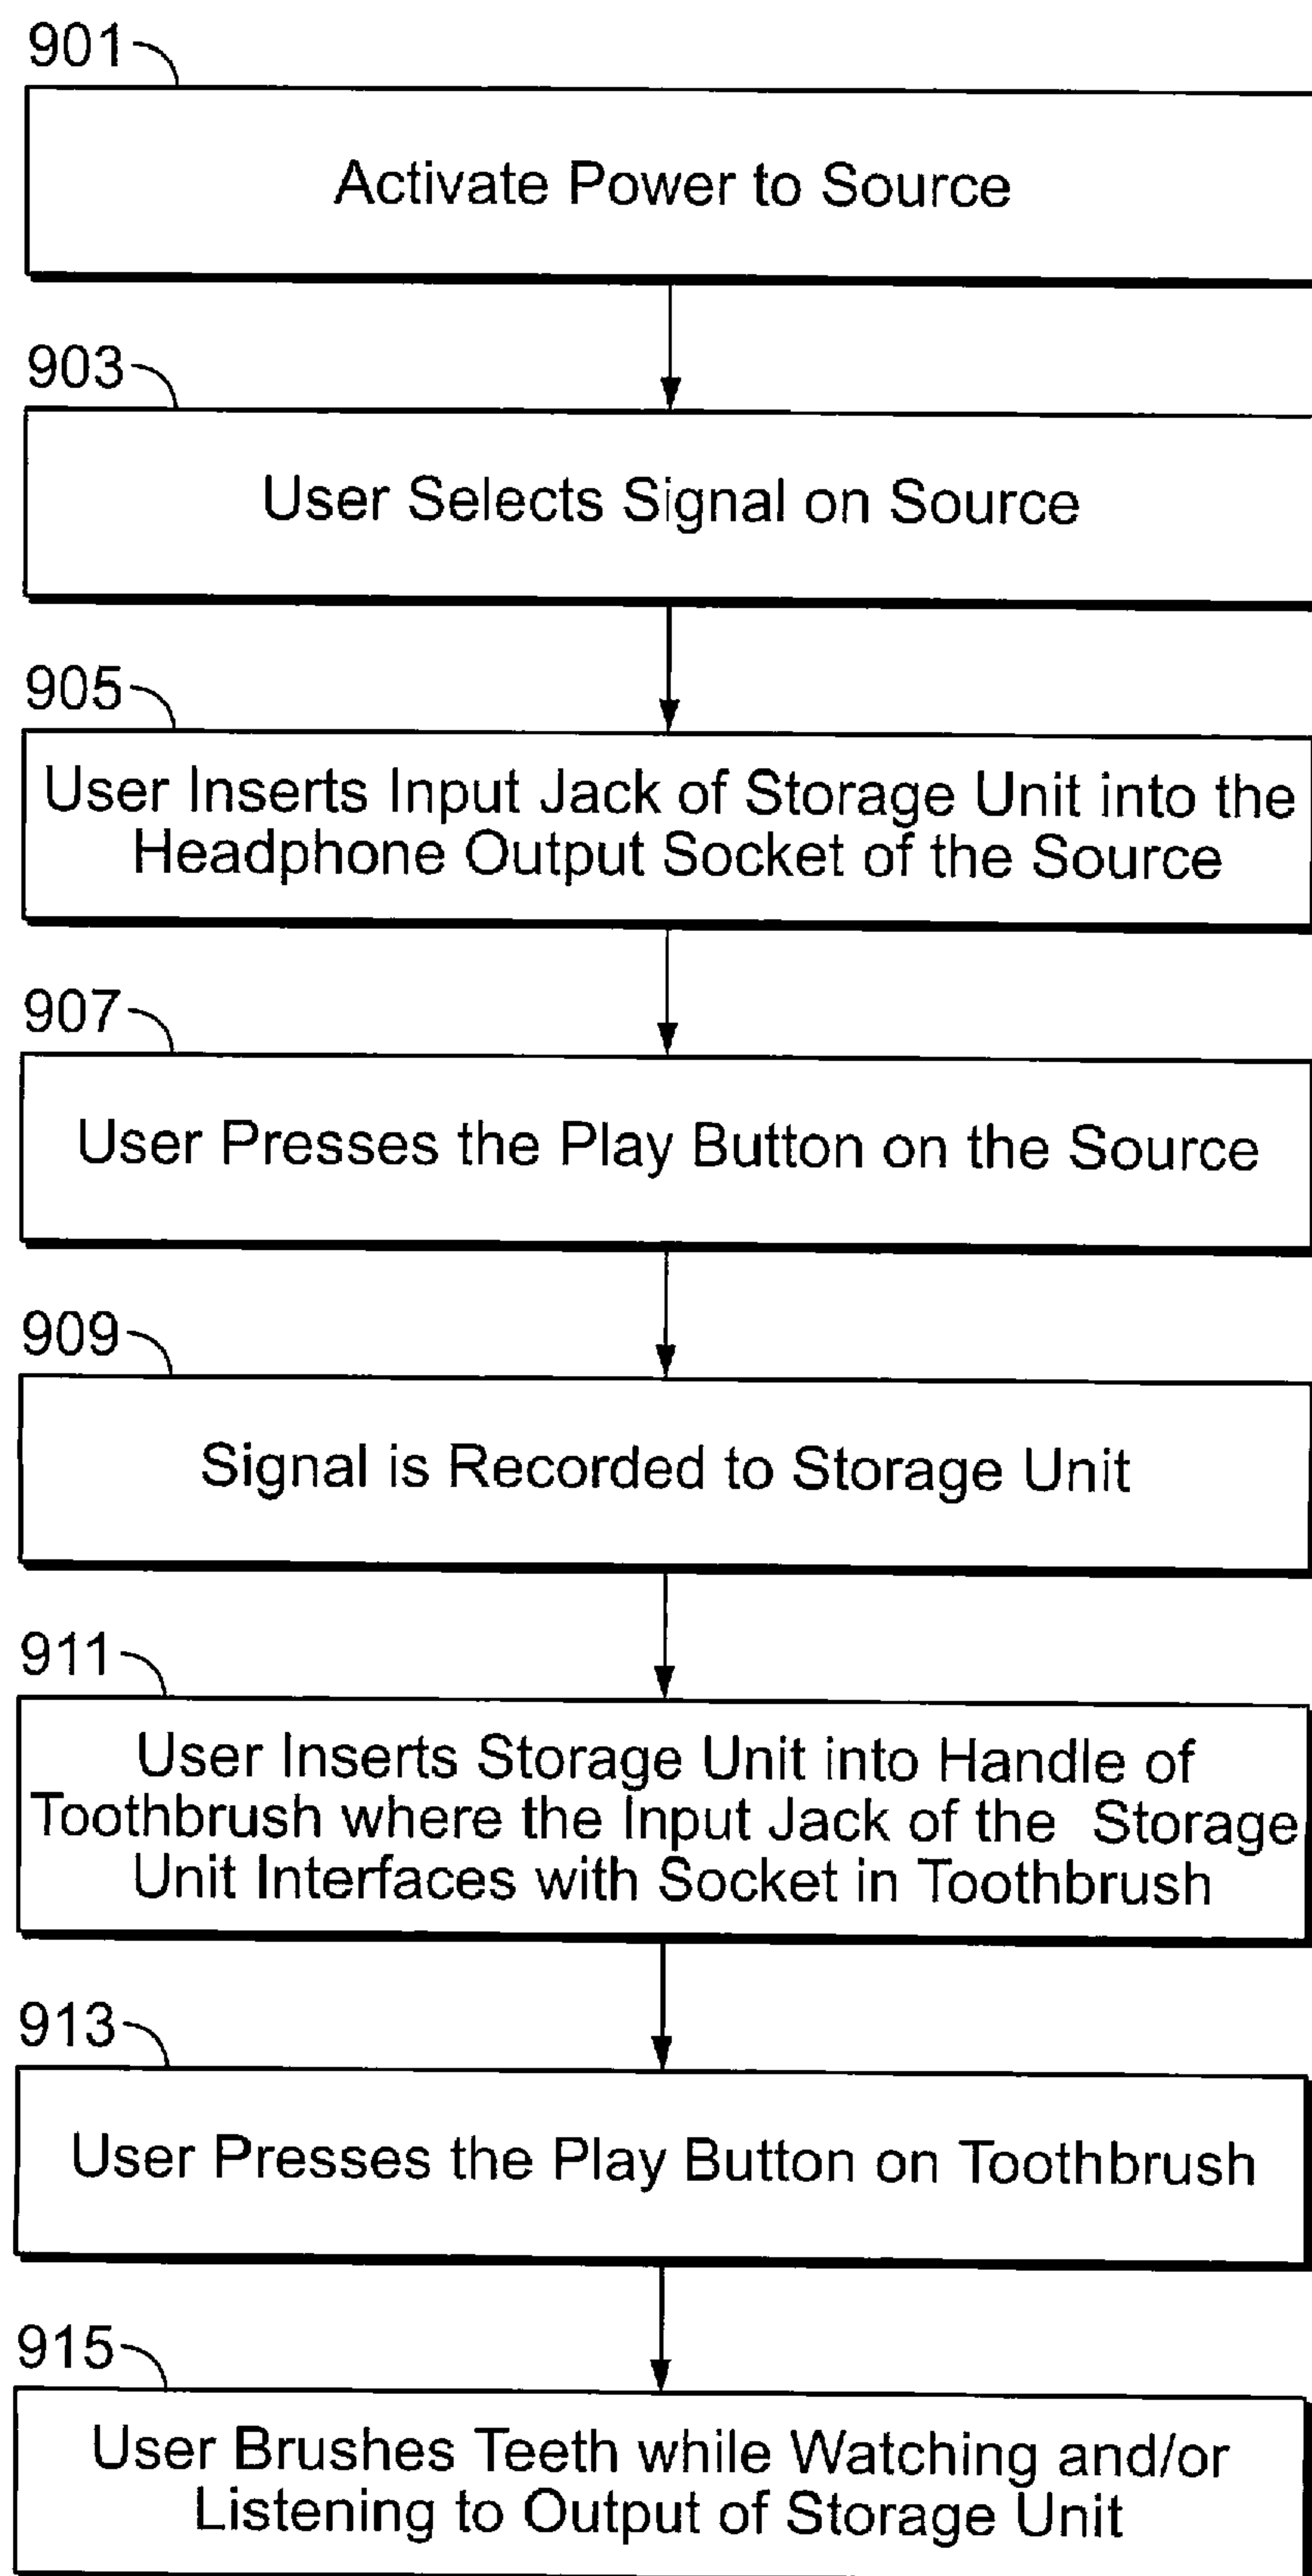 901
Activate Power to Source
903
User Selects Signal on Source
905
User Inserts Input Jack of Storage Unit into the
Headphone Output Socket of the Source
907
User Presses the Play Button on the Source
909
Signal is Recorded to Storage Unit
911
User Inserts Storage Unit into Handle of
Toothbrush where the Input Jack of the Storage
Unit Interfaces with Socket in Toothbrush
913
User Presses the Play Button on Toothbrush
915
User Brushes Teeth while Watching and/or
Listening to Output of Storage Unit